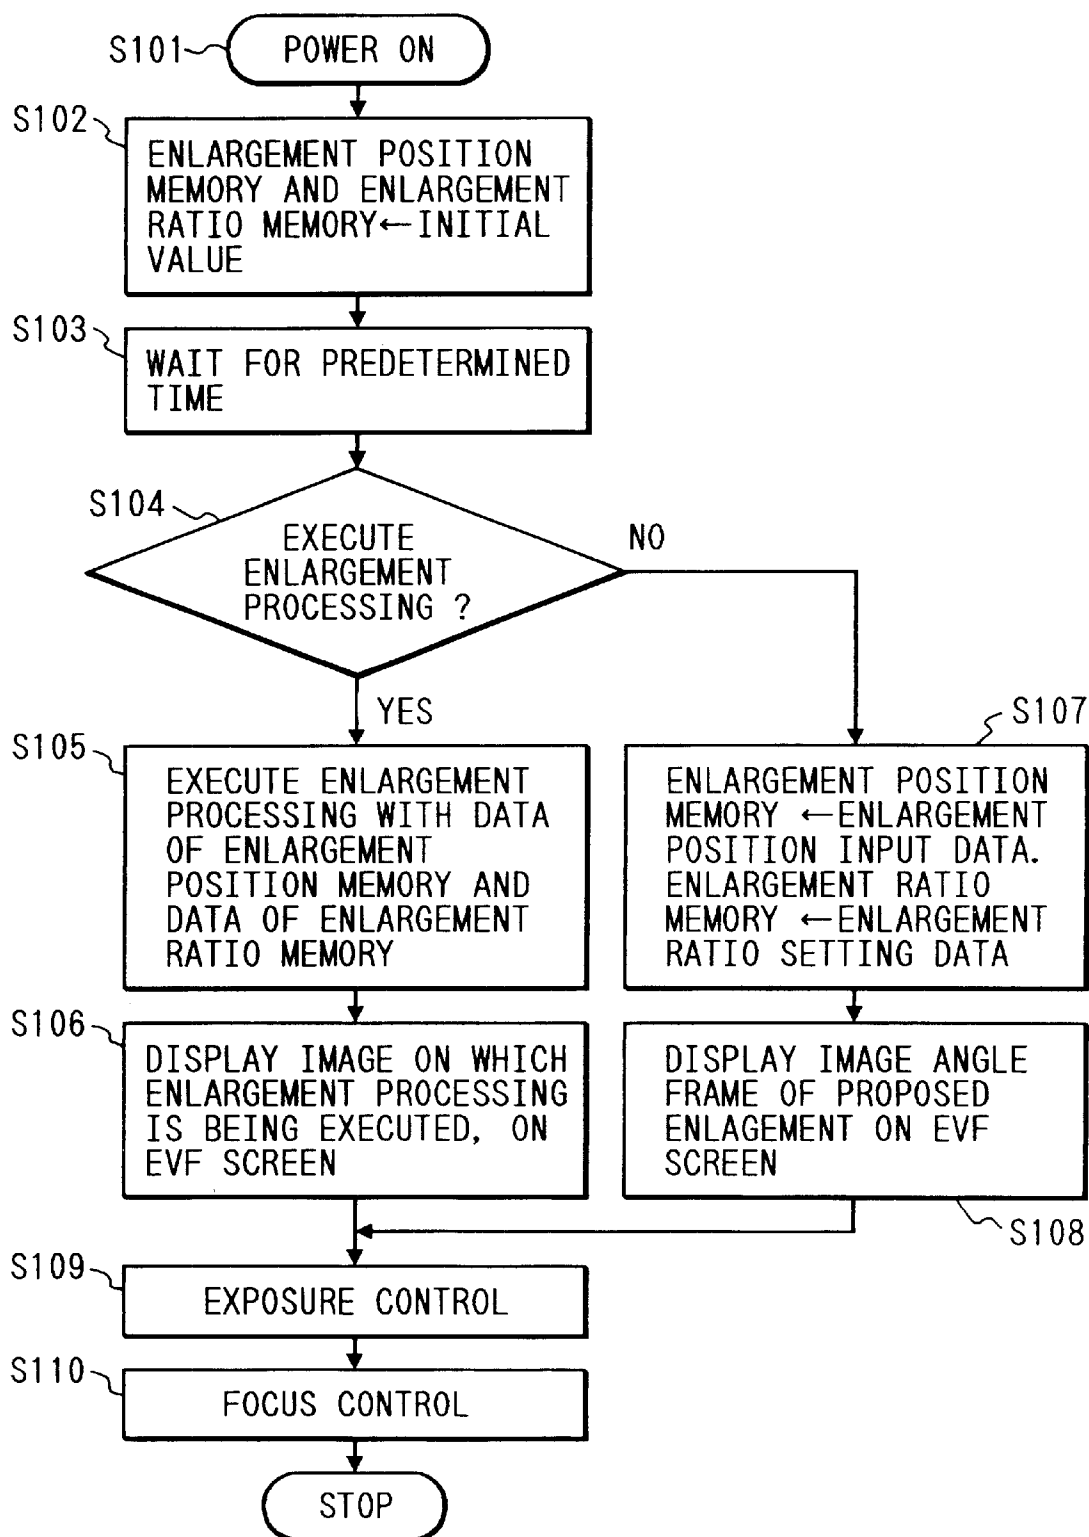 S101
POWER ON
S102
ENLARGEMENT POSITION
MEMORY AND ENLARGEMENT
RATIO MEMORY←INITIAL
VALUE
S103
WAIT FOR PREDETERMINED
TIME
S104
EXECUTE
ENLARGEMENT
PROCESSING ?
NO
YES
S105
EXECUTE ENLARGEMENT
PROCESSING WITH DATA
OF ENLARGEMENT
POSITION MEMORY AND
DATA OF ENLARGEMENT
RATIO MEMORY
S107
ENLARGEMENT POSITION
MEMORY ←ENLARGEMENT
POSITION INPUT DATA.
ENLARGEMENT RATIO
MEMORY ←ENLARGEMENT
RATIO SETTING DATA
S106
DISPLAY IMAGE ON WHICH
ENLARGEMENT PROCESSING
IS BEING EXECUTED, ON
EVF SCREEN
DISPLAY IMAGE ANGLE
FRAME OF PROPOSED
ENLAGEMENT ON EVF
SCREEN
S108
S109
EXPOSURE CONTROL
S110
FOCUS CONTROL
STOP